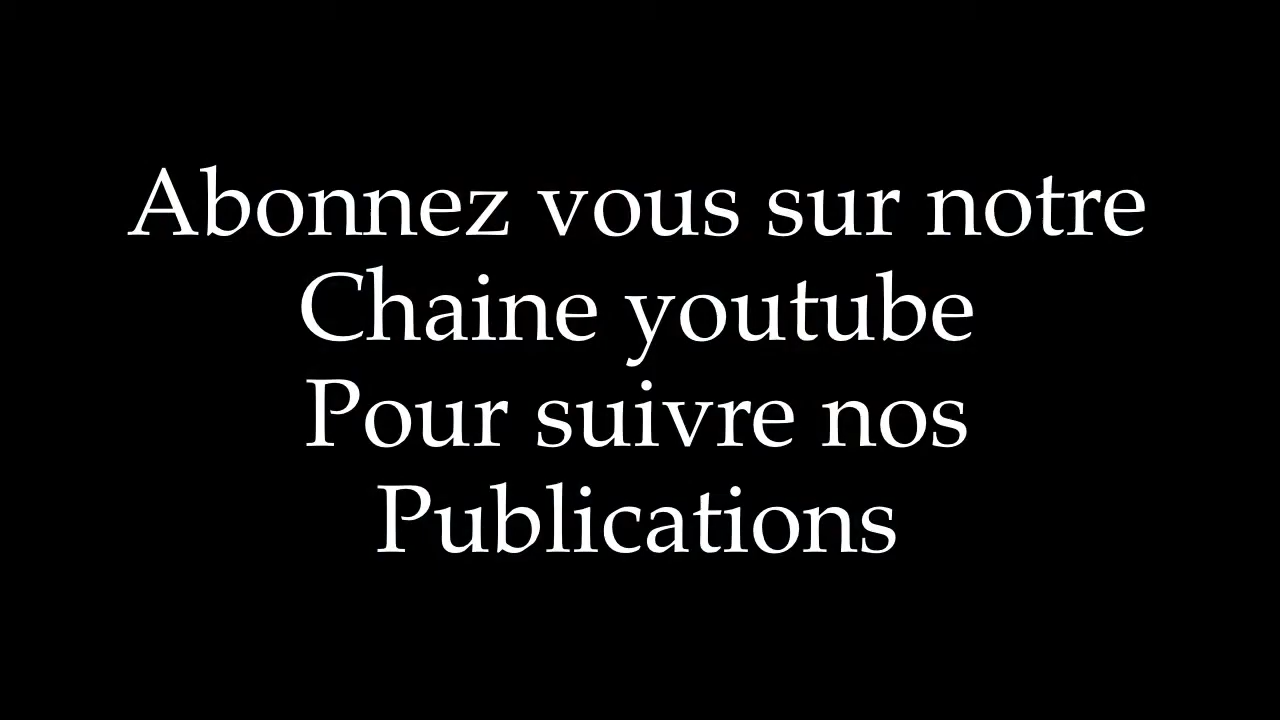 Abonnez vous sur notre
Chaine youtube
Pour suivre nos
Publications